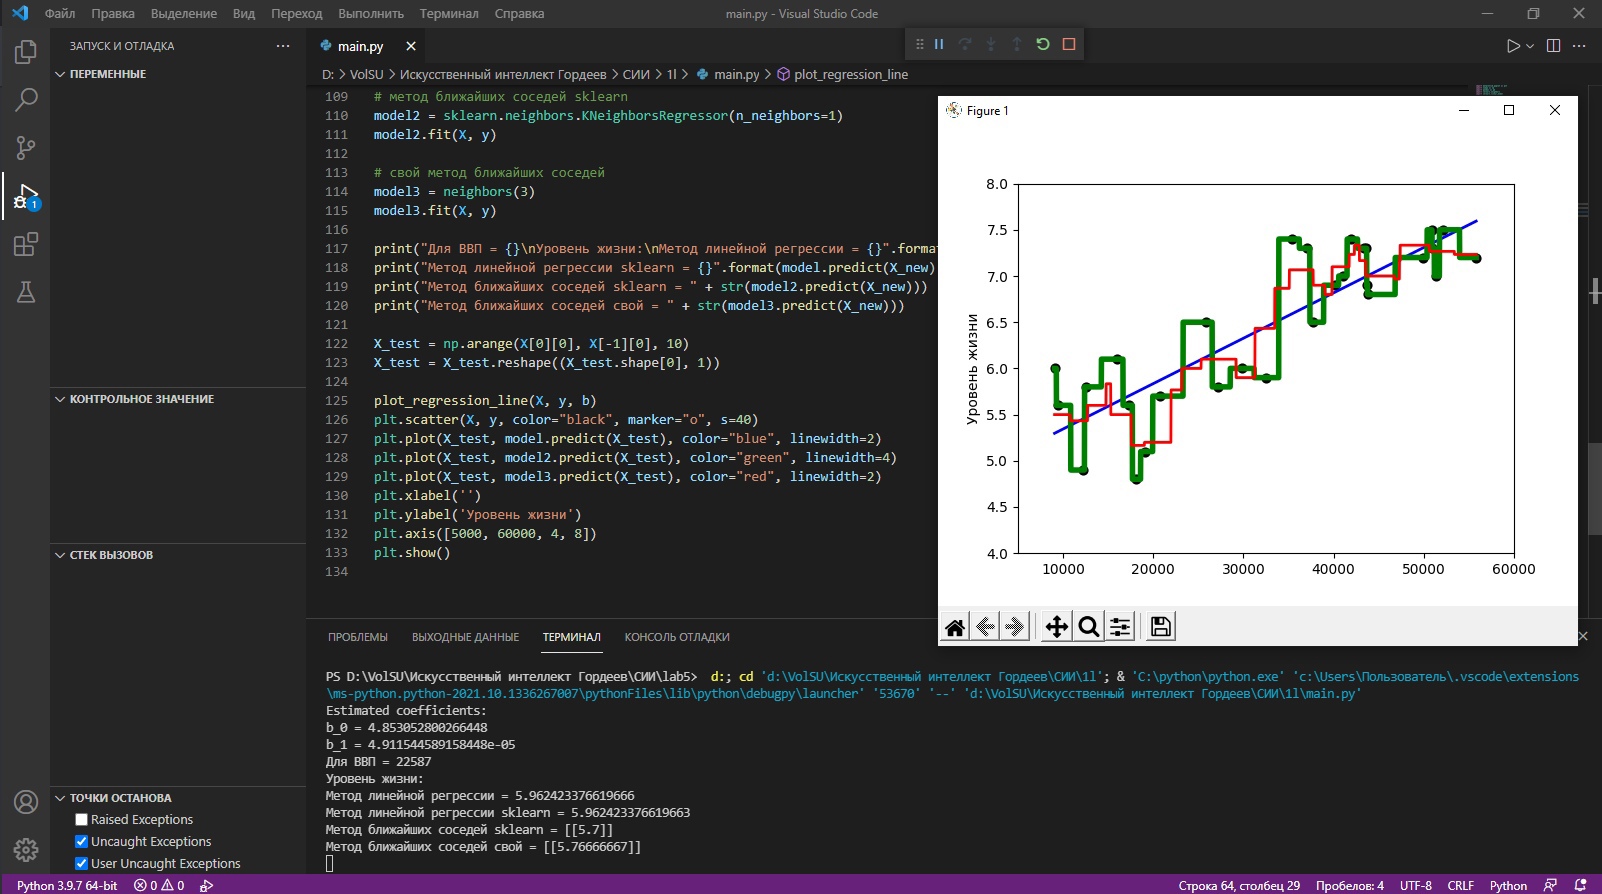 Файл Правка Выделение Вид Переход Выполнить Терминал Справка
main.py - Visual Studio Code
ЗАПУСК И ОТЛАДКА
main.py
D: > VolSU > Искусственный интеллект Гордеев > СИИ > 1l > main.py > plot_regression_line
ПЕРЕМЕННЫЕ
КОНТРОЛЬНОЕ ЗНАЧЕНИЕ
СТЕК ВЫЗОВОВ
ТОЧКИ ОСТАНОВА
Raised Exceptions
Uncaught Exceptions
User Uncaught Exceptions
1
109 # метод ближайших соседей sklearn
110 model2 = sklearn.neighbors.KNeighborsRegressor(n_neighbors=1)
111 model2.fit(X, y)
112
113 # свой метод ближайших соседей
114 model3 = neighbors(3)
115 model3.fit(X, y)
116
117 print("Для ВВП = {}\nУровень жизни:\nМетод линейной регрессии = {}".format
118 print("Метод линейной регрессии sklearn = {}".format(model.predict(X_new)
119 print("Метод ближайших соседей sklearn = " + str(model2.predict(X_new)))
120 print("Метод ближайших соседей свой = " + str(model3.predict(X_new)))
121
122 X_test = np.arange(X[0][0], X[-1][0], 10)
123 X_test = X_test.reshape((X_test.shape[0], 1))
124
125 plot_regression_line(X, y, b)
126 plt.scatter(X, y, color="black", marker="o", s=40)
127 plt.plot(X_test, model.predict(X_test), color="blue", linewidth=2)
128 plt.plot(X_test, model2.predict(X_test), color="green", linewidth=4)
129 plt.plot(X_test, model3.predict(X_test), color="red", linewidth=2)
130 plt.xlabel('')
131 plt.ylabel('Уровень жизни')
132 plt.axis([5000, 60000, 4, 8])
133 plt.show()
134
Figure 1
8.0
7.5
7.0
6.5
6.0
5.5
5.0
4.5
4.0
Уровень жизни
10000 20000 30000 40000 50000 60000
ПРОБЛЕМЫ ВЫХОДНЫЕ ДАННЫЕ ТЕРМИНАЛ КОНСОЛЬ ОТЛАДКИ
PS D:\VolSU\Искусственный интеллект Гордеев\СИИ\lab5> d:; cd 'd:\VolSU\Искусственный интеллект Гордеев\СИИ\1l'; & 'C:\python\python.exe' 'c:\Users\Пользователь\.vscode\extensions
\ms-python.python-2021.10.1336267007\pythonFiles\lib\python\debugpy\launcher' '53670' '--' 'd:\VolSU\Искусственный интеллект Гордеев\СИИ\1l\main.py'
Estimated coefficients:
b_0 = 4.853052800266448
b_1 = 4.911544589158448e-05
Для ВВП = 22587
Уровень жизни:
Метод линейной регрессии = 5.962423376619666
Метод линейной регрессии sklearn = 5.962423376619663
Метод ближайших соседей sklearn = [[5.7]]
Метод ближайших соседей свой = [[5.76666667]]
Python 3.9.7 64-bit 0 0
Строка 64, столбец 29 Пробелов: 4 UTF-8 CRLF Python